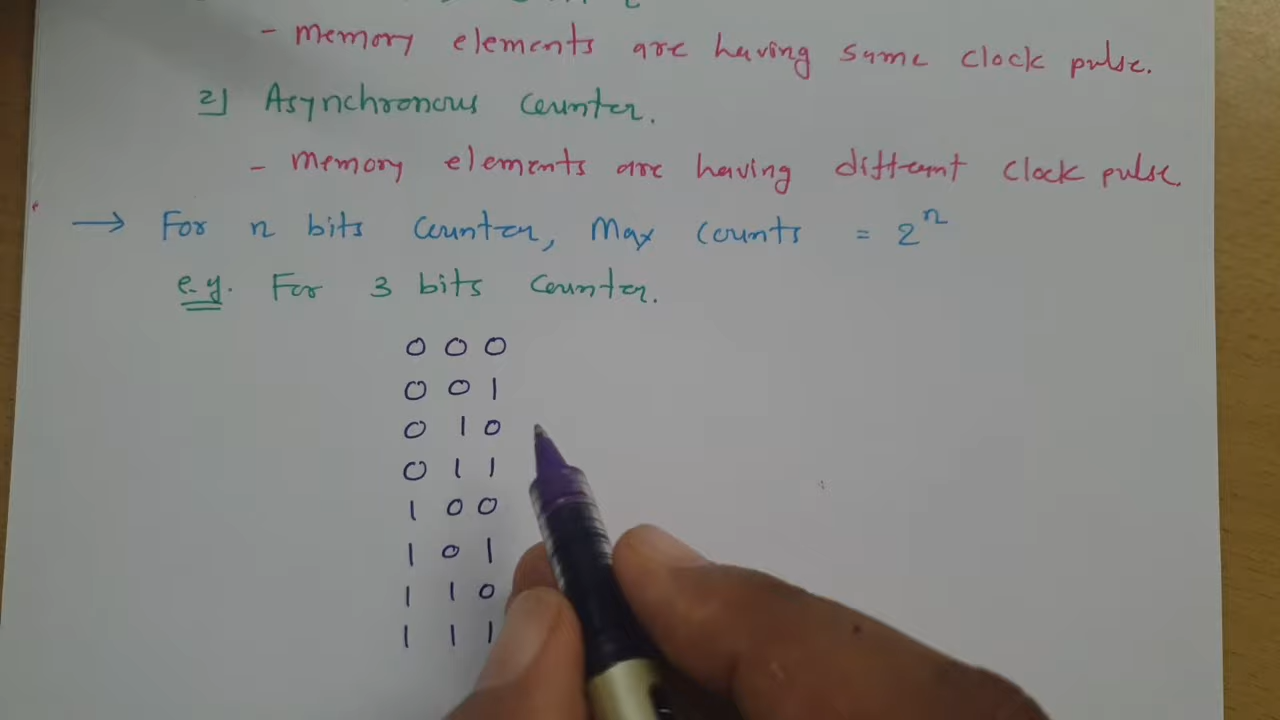 - Memory elements are having same clock pulse.
2] Asynchronous Counter.
- Memory elements are having different clock pulse.
→ For n bits Counter, Max Counts = 2^n
e.g. For 3 bits Counter.
0 0 0
0 0 1
0 1 0
0 1 1
1 0 0
1 0 1
1 1 0
1 1 1